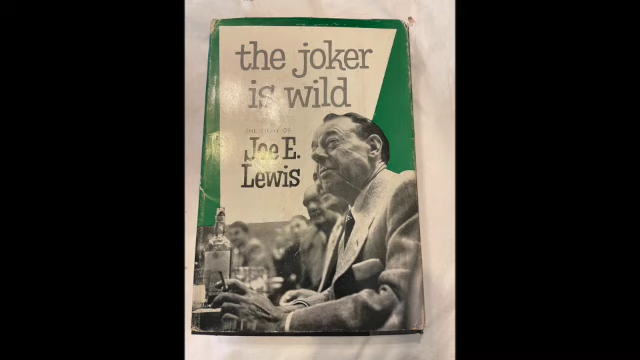 the joker
is wild
THE STORY OF
Joe E.
Lewis